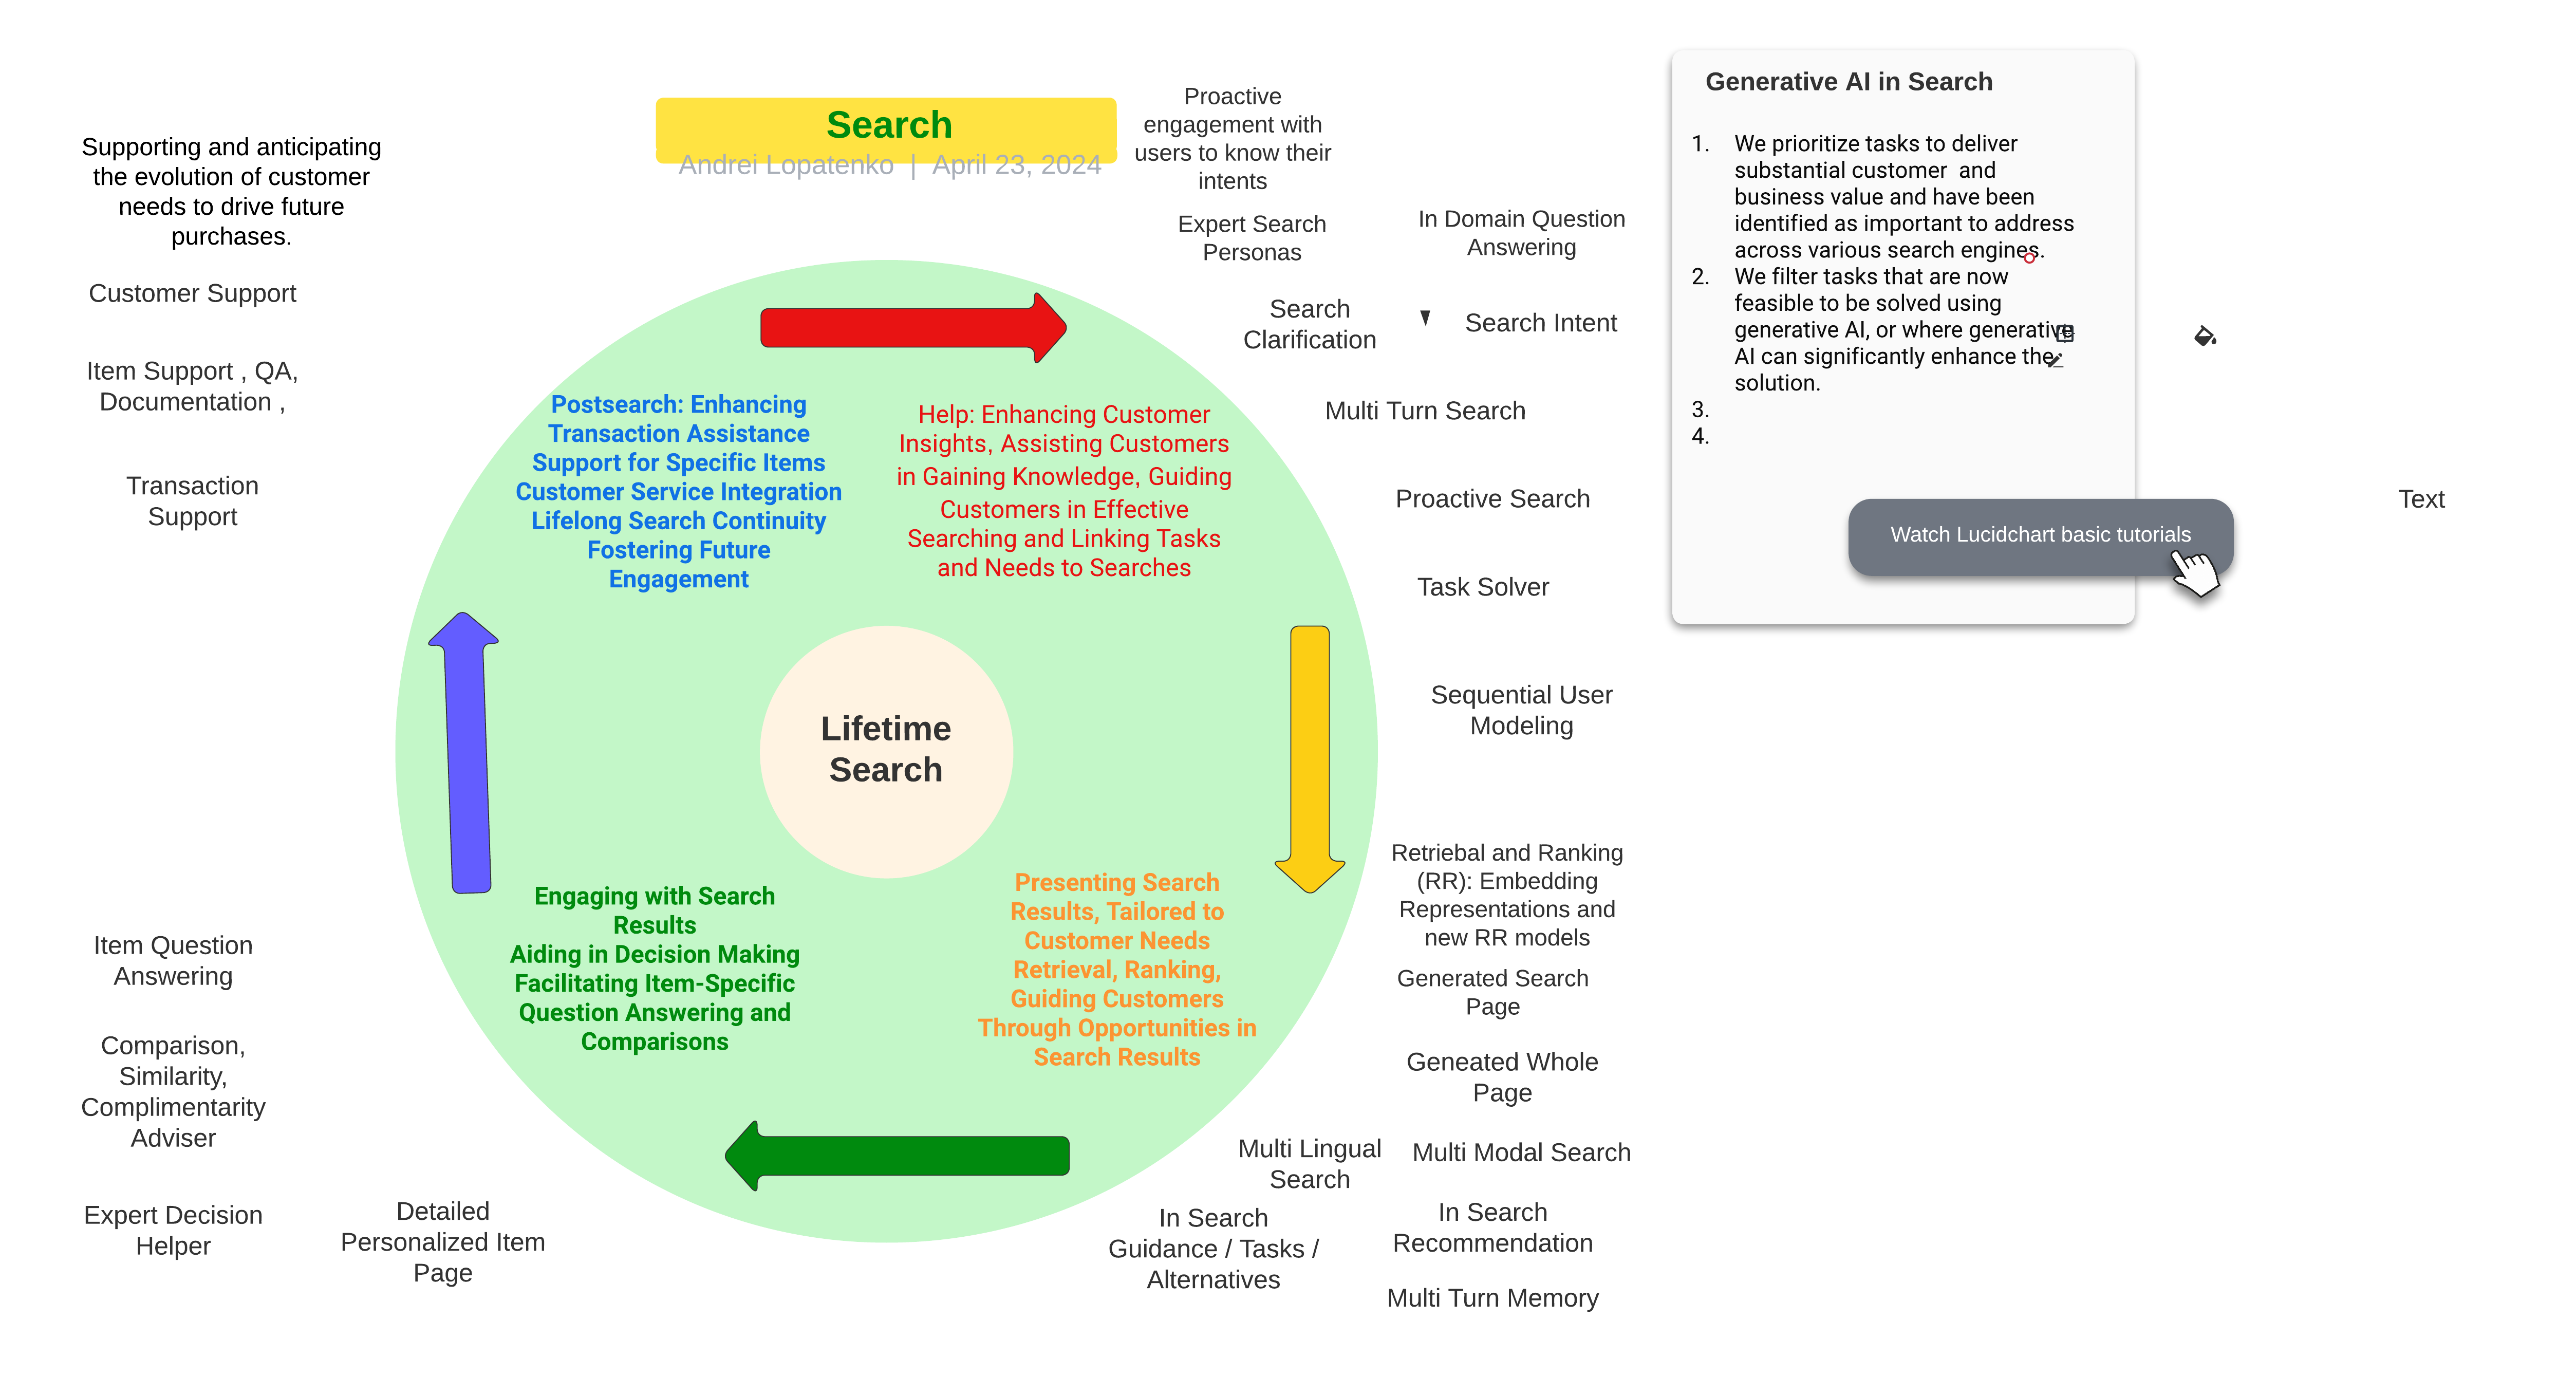 Search
Andrei Lopatenko | April 23, 2024
Supporting and anticipating
the evolution of customer
needs to drive future
purchases.
Customer Support
Item Support , QA,
Documentation ,
Transaction
Support
Postsearch: Enhancing
Transaction Assistance
Support for Specific Items
Customer Service Integration
Lifelong Search Continuity
Fostering Future
Engagement
Help: Enhancing Customer
Insights, Assisting Customers
in Gaining Knowledge, Guiding
Customers in Effective
Searching and Linking Tasks
and Needs to Searches
Proactive
engagement with
users to know their
intents
Expert Search
Personas
In Domain Question
Answering
Search
Clarification
Search Intent
Multi Turn Search
Proactive Search
Task Solver
Sequential User
Modeling
Lifetime
Search
Engaging with Search
Results
Aiding in Decision Making
Facilitating Item-Specific
Question Answering and
Comparisons
Presenting Search
Results, Tailored to
Customer Needs
Retrieval, Ranking,
Guiding Customers
Through Opportunities in
Search Results
Retriebal and Ranking
(RR): Embedding
Representations and
new RR models
Generated Search
Page
Geneated Whole
Page
Multi Lingual
Search
Multi Modal Search
In Search
Guidance / Tasks /
Alternatives
In Search
Recommendation
Multi Turn Memory
Item Question
Answering
Comparison,
Similarity,
Complimentarity
Adviser
Expert Decision
Helper
Detailed
Personalized Item
Page
Generative AI in Search
1. We prioritize tasks to deliver
substantial customer and
business value and have been
identified as important to address
across various search engines.
2. We filter tasks that are now
feasible to be solved using
generative AI, or where generative
AI can significantly enhance the
solution.
3.
4.
Watch Lucidchart basic tutorials
Text